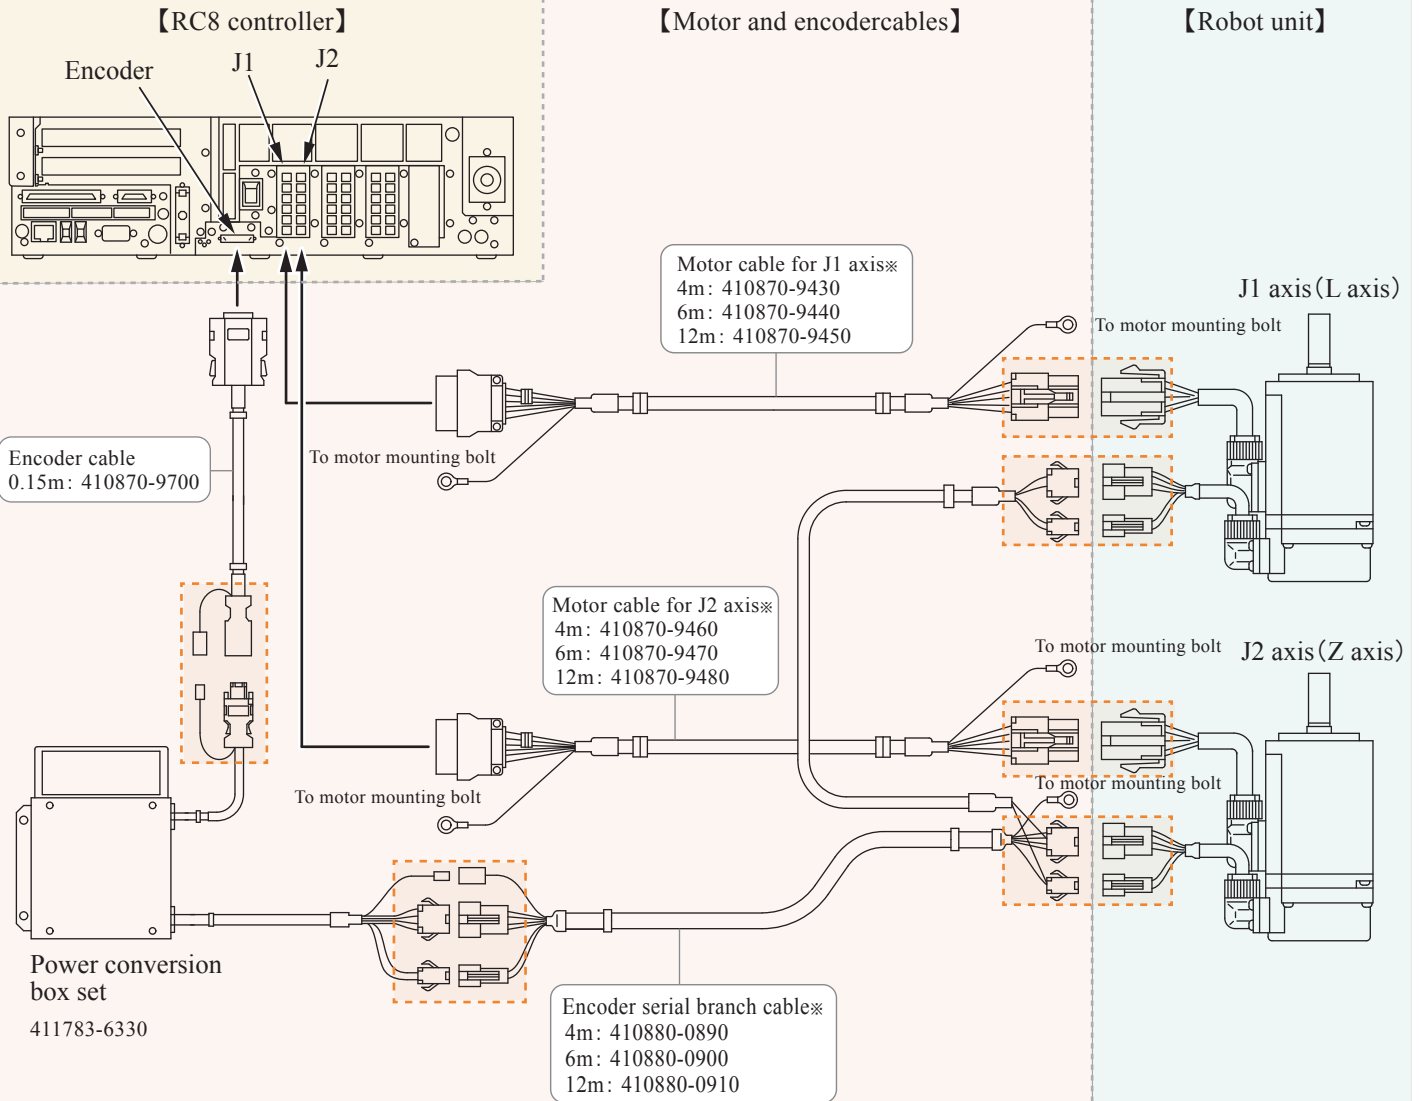 【RC8 controller】
【Motor and encodercables】
【Robot unit】
Encoder
J1
J2
Motor cable for J1 axis※
4m: 410870-9430
6m: 410870-9440
12m: 410870-9450
J1 axis(L axis)
To motor mounting bolt
Encoder cable
0.15m: 410870-9700
To motor mounting bolt
Motor cable for J2 axis※
4m: 410870-9460
6m: 410870-9470
12m: 410870-9480
To motor mounting bolt
J2 axis(Z axis)
To motor mounting bolt
To motor mounting bolt
Power conversion
box set
411783-6330
Encoder serial branch cable※
4m: 410880-0890
6m: 410880-0900
12m: 410880-0910